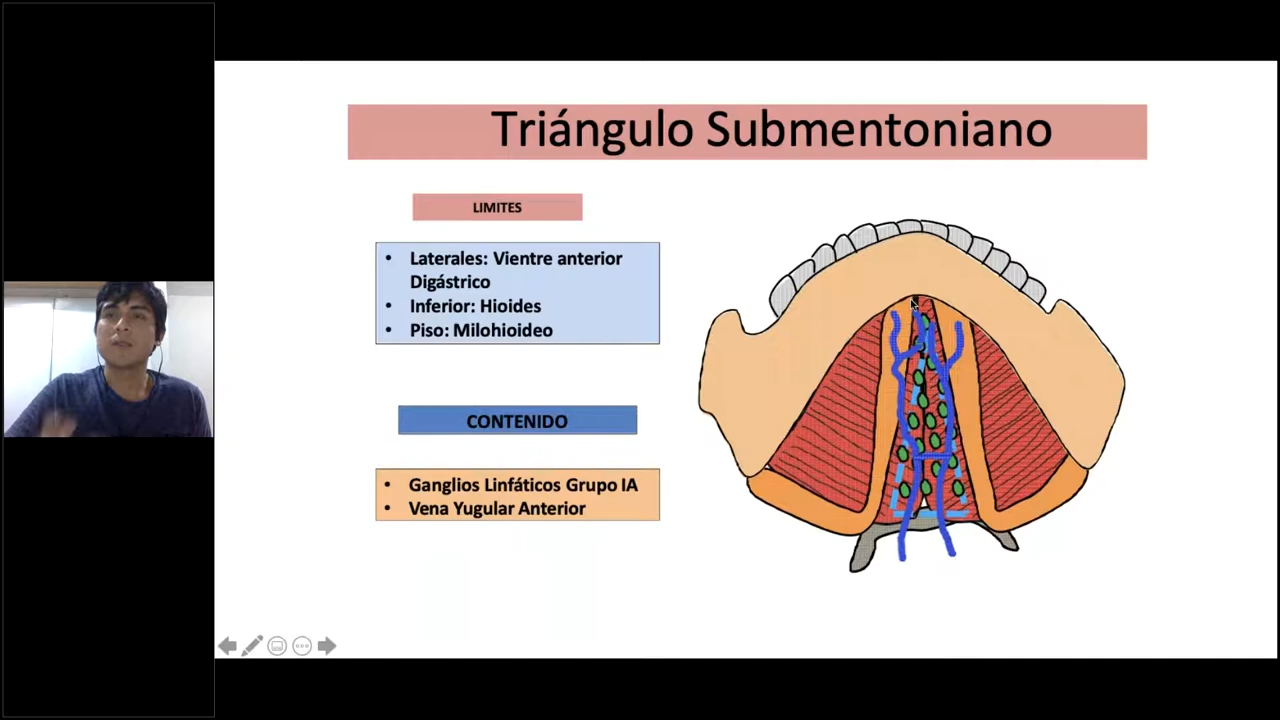 Triángulo Submentoniano
LIMITES
• Laterales: Vientre anterior
Digástrico
• Inferior: Hioides
• Piso: Milohioideo
CONTENIDO
• Ganglios Linfáticos Grupo IA
• Vena Yugular Anterior